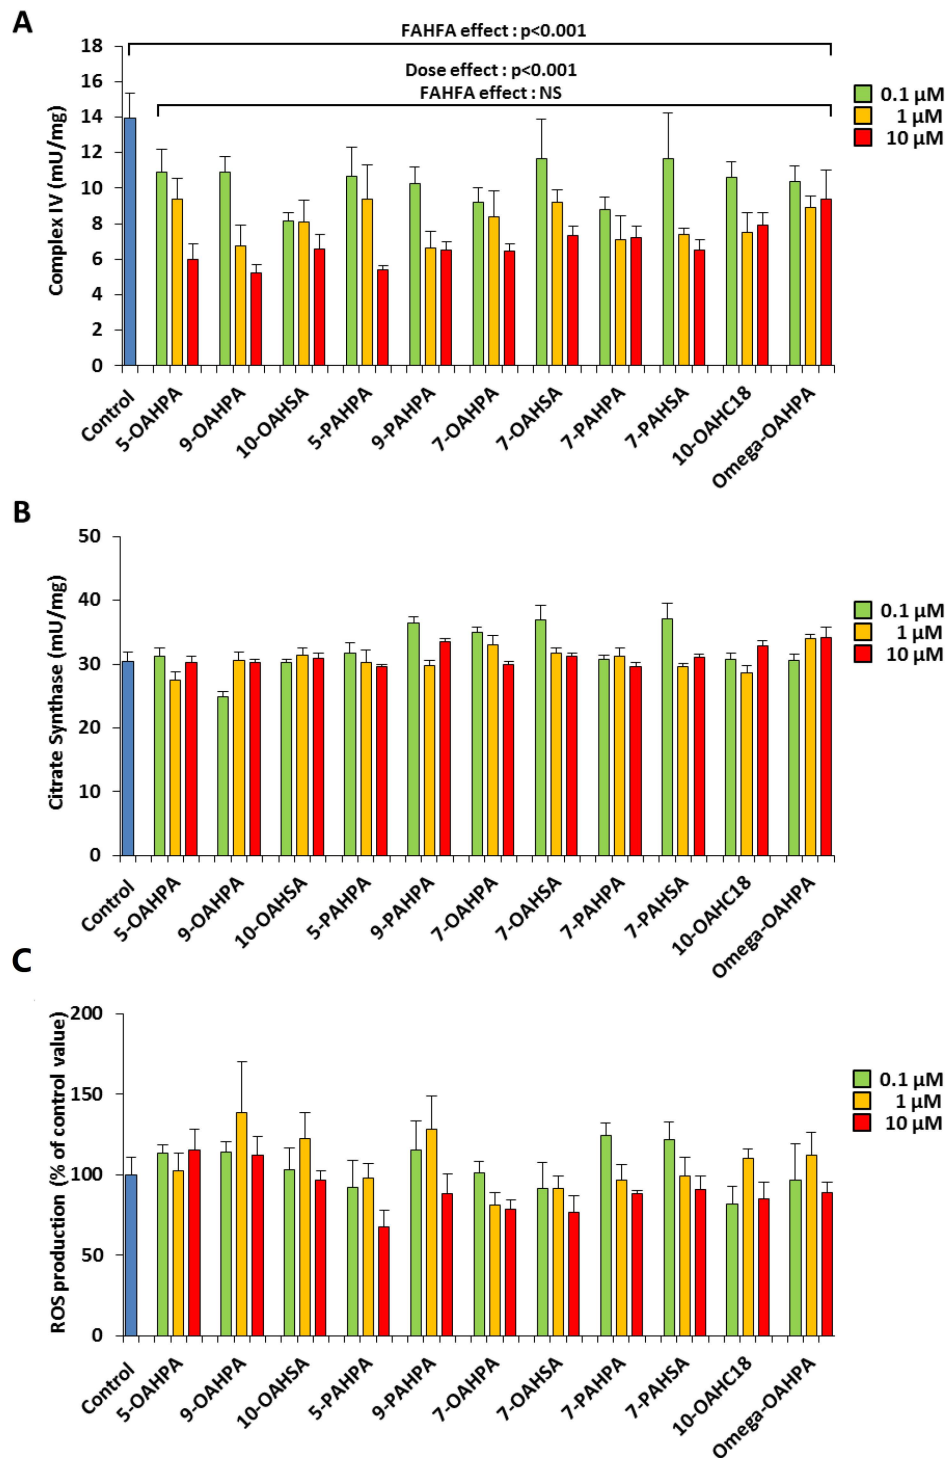 A
FAHFA effect : p<0.001
Dose effect : p<0.001
FAHFA effect : NS
Complex IV (mU/mg)
18
16
14
12
10
8
6
4
2
0
0.1 µM
1 µM
10 µM
Control
5-OAHPA
9-OAHPA
10-OAHSA
5-PAHPA
9-PAHPA
7-OAHPA
7-OAHSA
7-PAHPA
7-PAHSA
10-OAHC18
Omega-OAHPA
B
Citrate Synthase (mU/mg)
50
40
30
20
10
0
0.1 µM
1 µM
10 µM
Control
5-OAHPA
9-OAHPA
10-OAHSA
5-PAHPA
9-PAHPA
7-OAHPA
7-OAHSA
7-PAHPA
7-PAHSA
10-OAHC18
Omega-OAHPA
C
ROS production (% of control value)
200
150
100
50
0
0.1 µM
1 µM
10 µM
Control
5-OAHPA
9-OAHPA
10-OAHSA
5-PAHPA
9-PAHPA
7-OAHPA
7-OAHSA
7-PAHPA
7-PAHSA
10-OAHC18
Omega-OAHPA